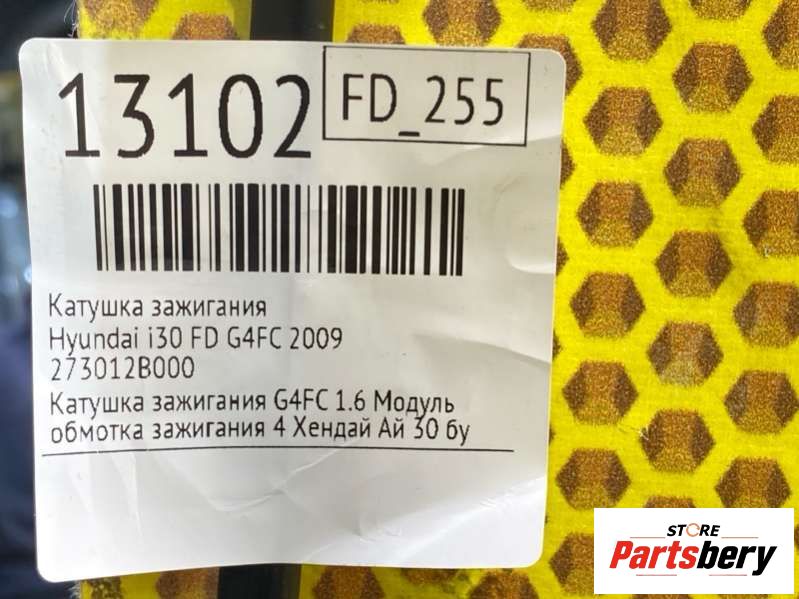 13102
FD_255
Катушка зажигания
Hyundai i30 FD G4FC 2009
273012B000
Катушка зажигания G4FC 1.6 Модуль
обмотка зажигания 4 Хендай Ай 30 бу
STORE
Partsbery